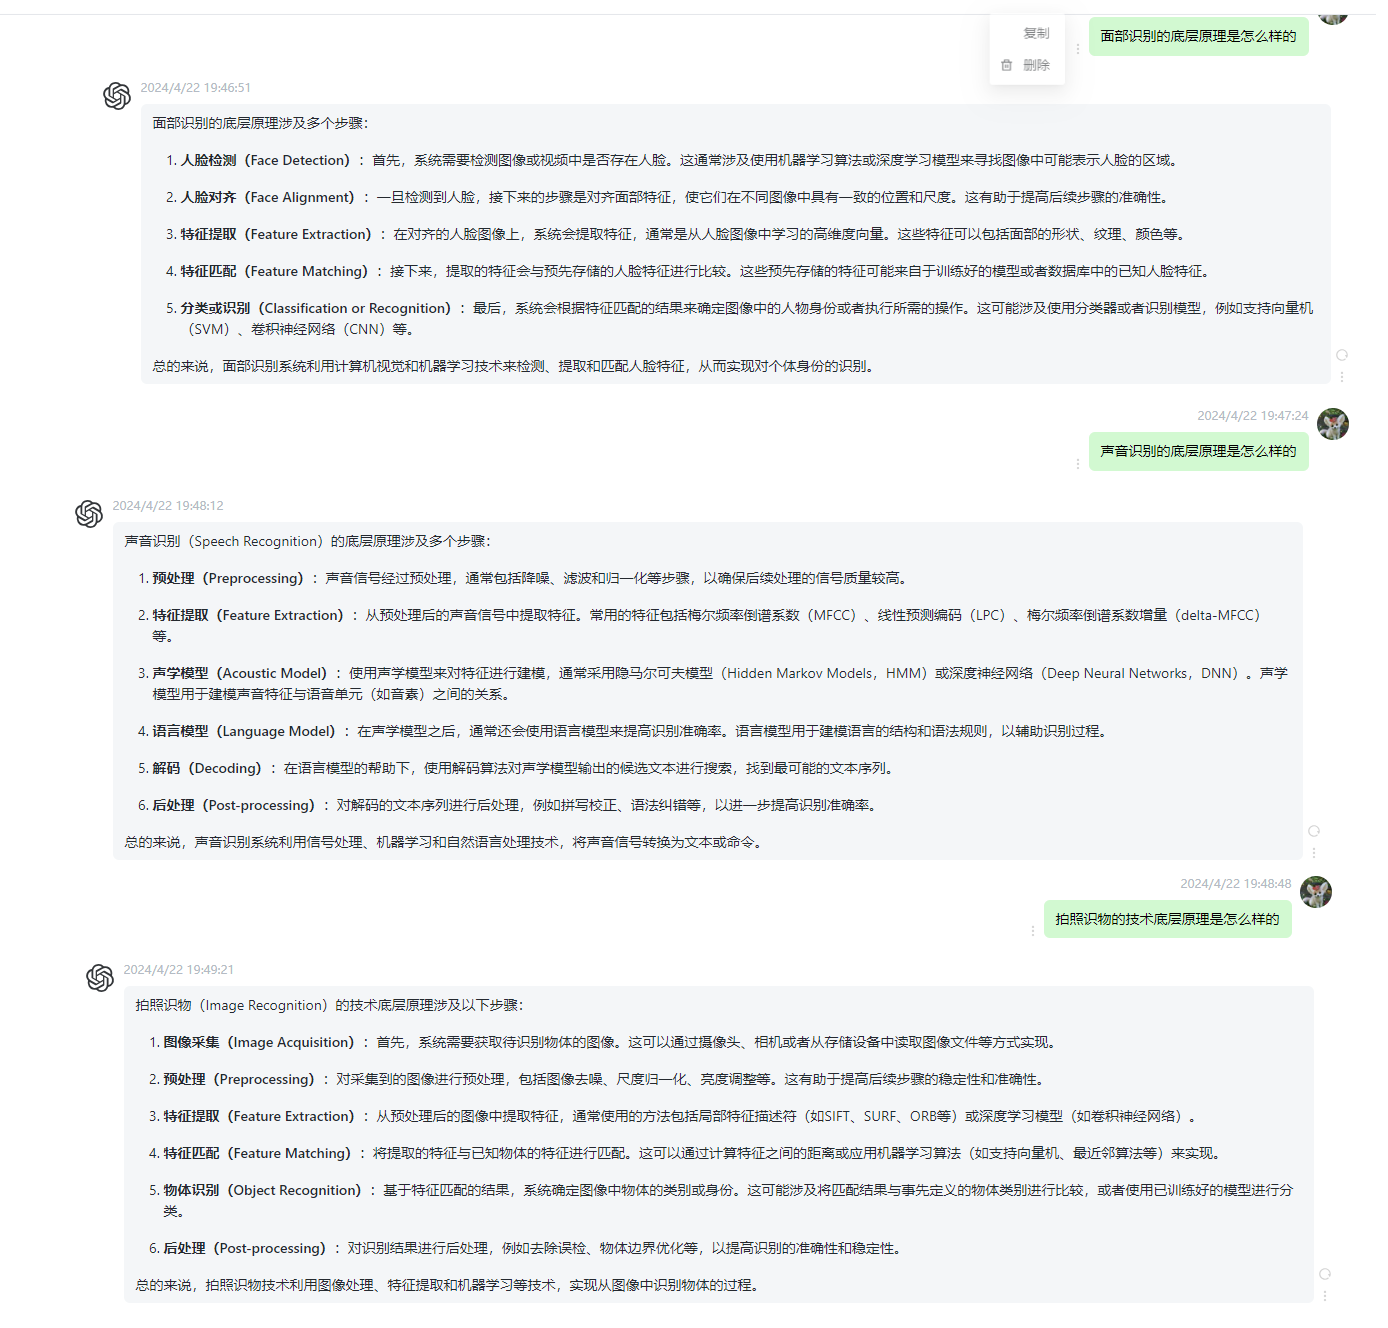 复制
删除
面部识别的底层原理是怎么样的
2024/4/22 19:46:51
面部识别的底层原理涉及多个步骤：
1. 人脸检测（Face Detection）：首先，系统需要检测图像或视频中是否存在人脸。这通常涉及使用机器学习算法或深度学习模型来寻找图像中可能表示人脸的区域。
2. 人脸对齐（Face Alignment）：一旦检测到人脸，接下来的步骤是对齐面部特征，使它们在不同图像中具有一致的位置和尺度。这有助于提高后续步骤的准确性。
3. 特征提取（Feature Extraction）：在对齐的人脸图像上，系统会提取特征，通常是从人脸图像中学习的高维度向量。这些特征可以包括面部的形状、纹理、颜色等。
4. 特征匹配（Feature Matching）：接下来，提取的特征会与预先存储的人脸特征进行比较。这些预先存储的特征可能来自于训练好的模型或者数据库中的已知人脸特征。
5. 分类或识别（Classification or Recognition）：最后，系统会根据特征匹配的结果来确定图像中的人物身份或者执行所需的操作。这可能涉及使用分类器或者识别模型，例如支持向量机
（SVM）、卷积神经网络（CNN）等。
总的来说，面部识别系统利用计算机视觉和机器学习技术来检测、提取和匹配人脸特征，从而实现对个体身份的识别。
2024/4/22 19:47:24
声音识别的底层原理是怎么样的
2024/4/22 19:48:12
声音识别（Speech Recognition）的底层原理涉及多个步骤：
1. 预处理（Preprocessing）：声音信号经过预处理，通常包括降噪、滤波和归一化等步骤，以确保后续处理的信号质量较高。
2. 特征提取（Feature Extraction）：从预处理后的声音信号中提取特征。常用的特征包括梅尔频率倒谱系数（MFCC）、线性预测编码（LPC）、梅尔频率倒谱系数增量（delta-MFCC）
等。
3. 声学模型（Acoustic Model）：使用声学模型来对特征进行建模，通常采用隐马尔可夫模型（Hidden Markov Models，HMM）或深度神经网络（Deep Neural Networks，DNN）。声学
模型用于建模声音特征与语音单元（如音素）之间的关系。
4. 语言模型（Language Model）：在声学模型之后，通常还会使用语言模型来提高识别准确率。语言模型用于建模语言的结构和语法规则，以辅助识别过程。
5. 解码（Decoding）：在语言模型的帮助下，使用解码算法对声学模型输出的候选文本进行搜索，找到最可能的文本序列。
6. 后处理（Post-processing）：对解码的文本序列进行后处理，例如拼写校正、语法纠错等，以进一步提高识别准确率。
总的来说，声音识别系统利用信号处理、机器学习和自然语言处理技术，将声音信号转换为文本或命令。
2024/4/22 19:48:48
拍照识物的技术底层原理是怎么样的
2024/4/22 19:49:21
拍照识物（Image Recognition）的技术底层原理涉及以下步骤：
1. 图像采集（Image Acquisition）：首先，系统需要获取待识别物体的图像。这可以通过摄像头、相机或者从存储设备中读取图像文件等方式实现。
2. 预处理（Preprocessing）：对采集到的图像进行预处理，包括图像去噪、尺度归一化、亮度调整等。这有助于提高后续步骤的稳定性和准确性。
3. 特征提取（Feature Extraction）：从预处理后的图像中提取特征，通常使用的方法包括局部特征描述符（如SIFT、SURF、ORB等）或深度学习模型（如卷积神经网络）。
4. 特征匹配（Feature Matching）：将提取的特征与已知物体的特征进行匹配。这可以通过计算特征之间的距离或应用机器学习算法（如支持向量机、最近邻算法等）来实现。
5. 物体识别（Object Recognition）：基于特征匹配的结果，系统确定图像中物体的类别或身份。这可能涉及将匹配结果与事先定义的物体类别进行比较，或者使用已训练好的模型进行分
类。
6. 后处理（Post-processing）：对识别结果进行后处理，例如去除误检、物体边界优化等，以提高识别的准确性和稳定性。
总的来说，拍照识物技术利用图像处理、特征提取和机器学习等技术，实现从图像中识别物体的过程。